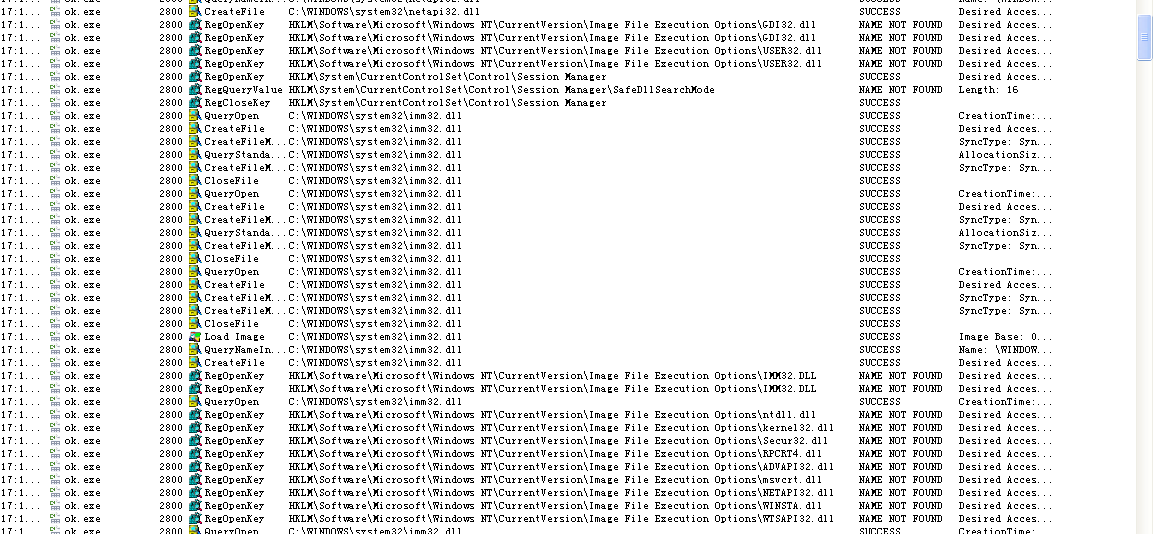 17:1... ok.exe 2800 CreateFile C:\WINDOWS\system32\netapi32.dll SUCCESS Desired Acces...
17:1... ok.exe 2800 RegOpenKey HKLM\Software\Microsoft\Windows NT\CurrentVersion\Image File Execution Options\GDI32.dll NAME NOT FOUND Desired Acces...
17:1... ok.exe 2800 RegOpenKey HKLM\Software\Microsoft\Windows NT\CurrentVersion\Image File Execution Options\GDI32.dll NAME NOT FOUND Desired Acces...
17:1... ok.exe 2800 RegOpenKey HKLM\Software\Microsoft\Windows NT\CurrentVersion\Image File Execution Options\USER32.dll NAME NOT FOUND Desired Acces...
17:1... ok.exe 2800 RegOpenKey HKLM\Software\Microsoft\Windows NT\CurrentVersion\Image File Execution Options\USER32.dll NAME NOT FOUND Desired Acces...
17:1... ok.exe 2800 RegOpenKey HKLM\System\CurrentControlSet\Control\Session Manager SUCCESS Desired Acces...
17:1... ok.exe 2800 RegQueryValue HKLM\System\CurrentControlSet\Control\Session Manager\SafeDllSearchMode NAME NOT FOUND Length: 16
17:1... ok.exe 2800 RegCloseKey HKLM\System\CurrentControlSet\Control\Session Manager SUCCESS
17:1... ok.exe 2800 QueryOpen C:\WINDOWS\system32\imm32.dll SUCCESS CreationTime:...
17:1... ok.exe 2800 CreateFile C:\WINDOWS\system32\imm32.dll SUCCESS Desired Acces...
17:1... ok.exe 2800 CreateFileM... C:\WINDOWS\system32\imm32.dll SUCCESS SyncType: Syn...
17:1... ok.exe 2800 QueryStanda... C:\WINDOWS\system32\imm32.dll SUCCESS AllocationSiz...
17:1... ok.exe 2800 CreateFileM... C:\WINDOWS\system32\imm32.dll SUCCESS SyncType: Syn...
17:1... ok.exe 2800 CloseFile C:\WINDOWS\system32\imm32.dll SUCCESS
17:1... ok.exe 2800 QueryOpen C:\WINDOWS\system32\imm32.dll SUCCESS CreationTime:...
17:1... ok.exe 2800 CreateFile C:\WINDOWS\system32\imm32.dll SUCCESS Desired Acces...
17:1... ok.exe 2800 CreateFileM... C:\WINDOWS\system32\imm32.dll SUCCESS SyncType: Syn...
17:1... ok.exe 2800 QueryStanda... C:\WINDOWS\system32\imm32.dll SUCCESS AllocationSiz...
17:1... ok.exe 2800 CreateFileM... C:\WINDOWS\system32\imm32.dll SUCCESS SyncType: Syn...
17:1... ok.exe 2800 CloseFile C:\WINDOWS\system32\imm32.dll SUCCESS
17:1... ok.exe 2800 QueryOpen C:\WINDOWS\system32\imm32.dll SUCCESS CreationTime:...
17:1... ok.exe 2800 CreateFile C:\WINDOWS\system32\imm32.dll SUCCESS Desired Acces...
17:1... ok.exe 2800 CreateFileM... C:\WINDOWS\system32\imm32.dll SUCCESS SyncType: Syn...
17:1... ok.exe 2800 CreateFileM... C:\WINDOWS\system32\imm32.dll SUCCESS SyncType: Syn...
17:1... ok.exe 2800 CloseFile C:\WINDOWS\system32\imm32.dll SUCCESS
17:1... ok.exe 2800 Load Image C:\WINDOWS\system32\imm32.dll SUCCESS Image Base: 0...
17:1... ok.exe 2800 QueryNameIn... C:\WINDOWS\system32\imm32.dll SUCCESS Name: \WINDOW...
17:1... ok.exe 2800 CreateFile C:\WINDOWS\system32\imm32.dll SUCCESS Desired Acces...
17:1... ok.exe 2800 RegOpenKey HKLM\Software\Microsoft\Windows NT\CurrentVersion\Image File Execution Options\IMM32.DLL NAME NOT FOUND Desired Acces...
17:1... ok.exe 2800 RegOpenKey HKLM\Software\Microsoft\Windows NT\CurrentVersion\Image File Execution Options\IMM32.DLL NAME NOT FOUND Desired Acces...
17:1... ok.exe 2800 QueryOpen C:\WINDOWS\system32\imm32.dll SUCCESS CreationTime:...
17:1... ok.exe 2800 RegOpenKey HKLM\Software\Microsoft\Windows NT\CurrentVersion\Image File Execution Options\ntdll.dll NAME NOT FOUND Desired Acces...
17:1... ok.exe 2800 RegOpenKey HKLM\Software\Microsoft\Windows NT\CurrentVersion\Image File Execution Options\kernel32.dll NAME NOT FOUND Desired Acces...
17:1... ok.exe 2800 RegOpenKey HKLM\Software\Microsoft\Windows NT\CurrentVersion\Image File Execution Options\Secur32.dll NAME NOT FOUND Desired Acces...
17:1... ok.exe 2800 RegOpenKey HKLM\Software\Microsoft\Windows NT\CurrentVersion\Image File Execution Options\RPCRT4.dll NAME NOT FOUND Desired Acces...
17:1... ok.exe 2800 RegOpenKey HKLM\Software\Microsoft\Windows NT\CurrentVersion\Image File Execution Options\ADVAPI32.dll NAME NOT FOUND Desired Acces...
17:1... ok.exe 2800 RegOpenKey HKLM\Software\Microsoft\Windows NT\CurrentVersion\Image File Execution Options\msvcrt.dll NAME NOT FOUND Desired Acces...
17:1... ok.exe 2800 RegOpenKey HKLM\Software\Microsoft\Windows NT\CurrentVersion\Image File Execution Options\NETAPI32.dll NAME NOT FOUND Desired Acces...
17:1... ok.exe 2800 RegOpenKey HKLM\Software\Microsoft\Windows NT\CurrentVersion\Image File Execution Options\WINSTA.dll NAME NOT FOUND Desired Acces...
17:1... ok.exe 2800 RegOpenKey HKLM\Software\Microsoft\Windows NT\CurrentVersion\Image File Execution Options\WTSAPI32.dll NAME NOT FOUND Desired Acces...
17:1... ok.exe 2800 QueryOpen C:\WINDOWS\system32\imm32.dll SUCCESS CreationTime:...